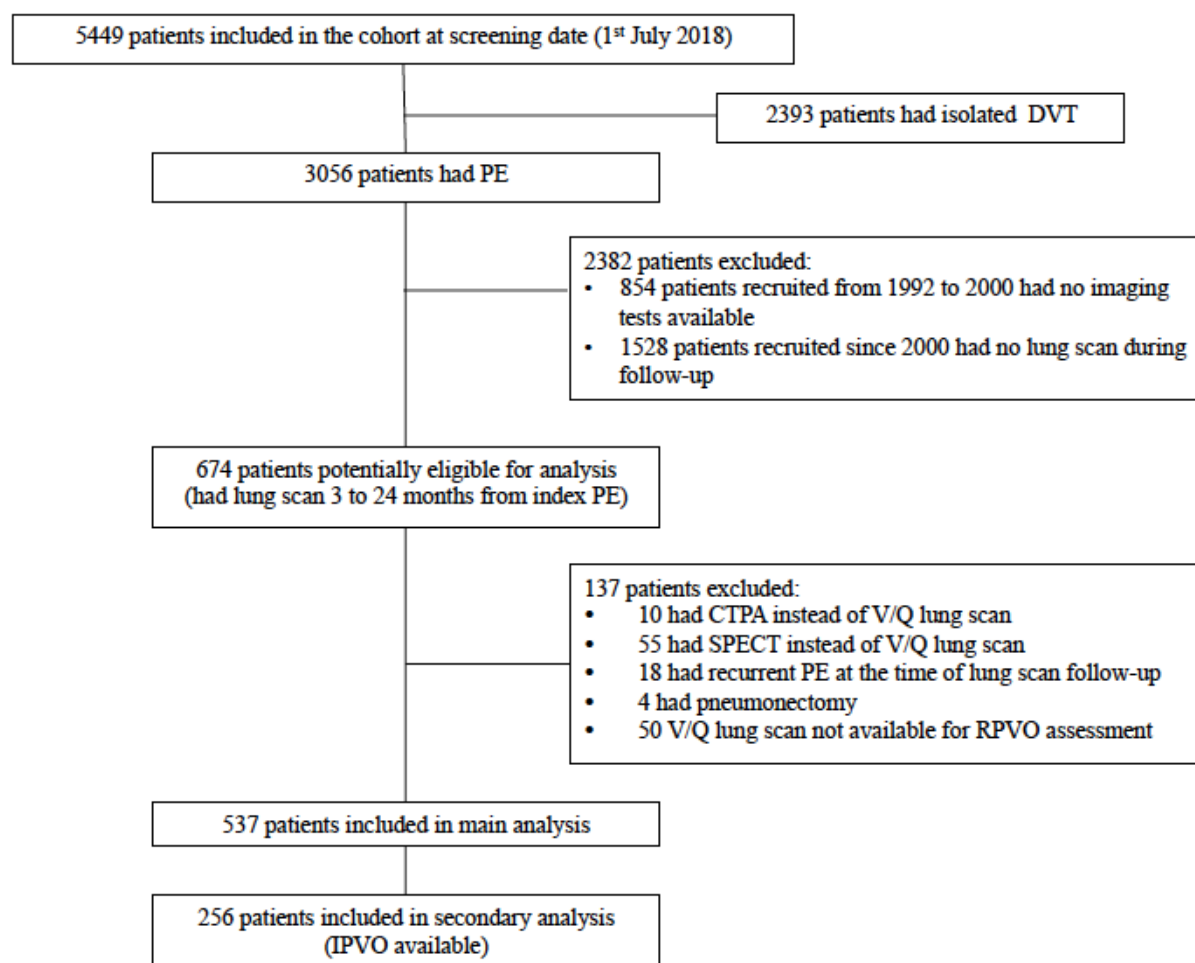 5449 patients included in the cohort at screening date (1st July 2018)
2393 patients had isolated DVT
3056 patients had PE
2382 patients excluded:
• 854 patients recruited from 1992 to 2000 had no imaging
tests available
• 1528 patients recruited since 2000 had no lung scan during
follow-up
674 patients potentially eligible for analysis
(had lung scan 3 to 24 months from index PE)
137 patients excluded:
• 10 had CTPA instead of V/Q lung scan
• 55 had SPECT instead of V/Q lung scan
• 18 had recurrent PE at the time of lung scan follow-up
• 4 had pneumonectomy
• 50 V/Q lung scan not available for RPVO assessment
537 patients included in main analysis
256 patients included in secondary analysis
(IPVO available)